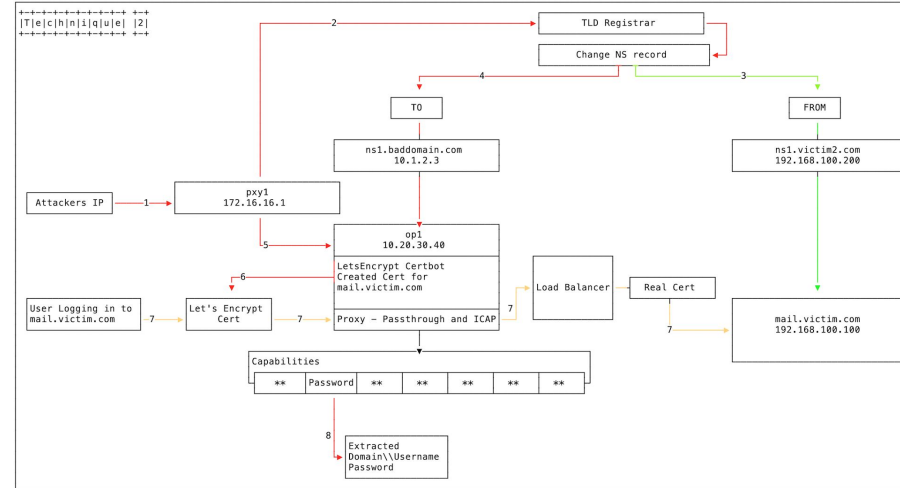 +-+-+-+-+-+-+-+-+-+ +-+
|T|e|c|h|n|i|q|u|e| |2|
+-+-+-+-+-+-+-+-+-+ +-+
2
TLD Registrar
Change NS record
4
3
TO
FROM
ns1.baddomain.com
10.1.2.3
ns1.victim2.com
192.168.100.200
Attackers IP
1
pxy1
172.16.16.1
5
op1
10.20.30.40
6
LetsEncrypt Certbot
Created Cert for
mail.victim.com
Proxy – Passthrough and ICAP
User Logging in to
mail.victim.com
7
Let's Encrypt
Cert
7
7
Load Balancer
Real Cert
7
mail.victim.com
192.168.100.100
Capabilities
** Password ** ** ** ** **
8
Extracted
Domain\\Username
Password